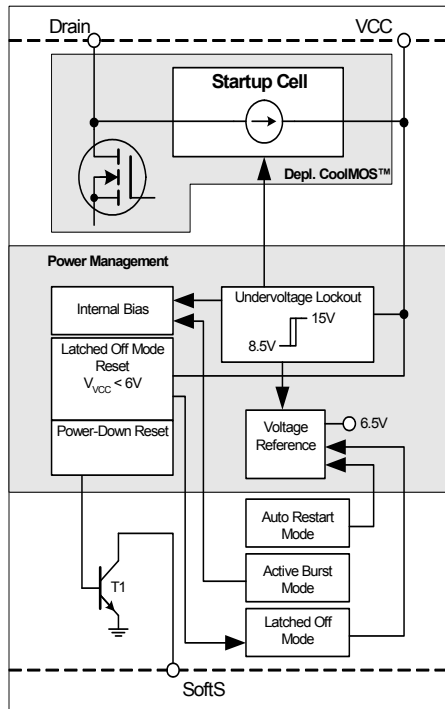 Drain
VCC
Startup Cell
Depl. CoolMOS™
Power Management
Internal Bias
Undervoltage Lockout
15V
8.5V
Latched Off Mode
Reset
VVCC < 6V
Power-Down Reset
Voltage
Reference
6.5V
Auto Restart
Mode
Active Burst
Mode
T1
Latched Off
Mode
SoftS